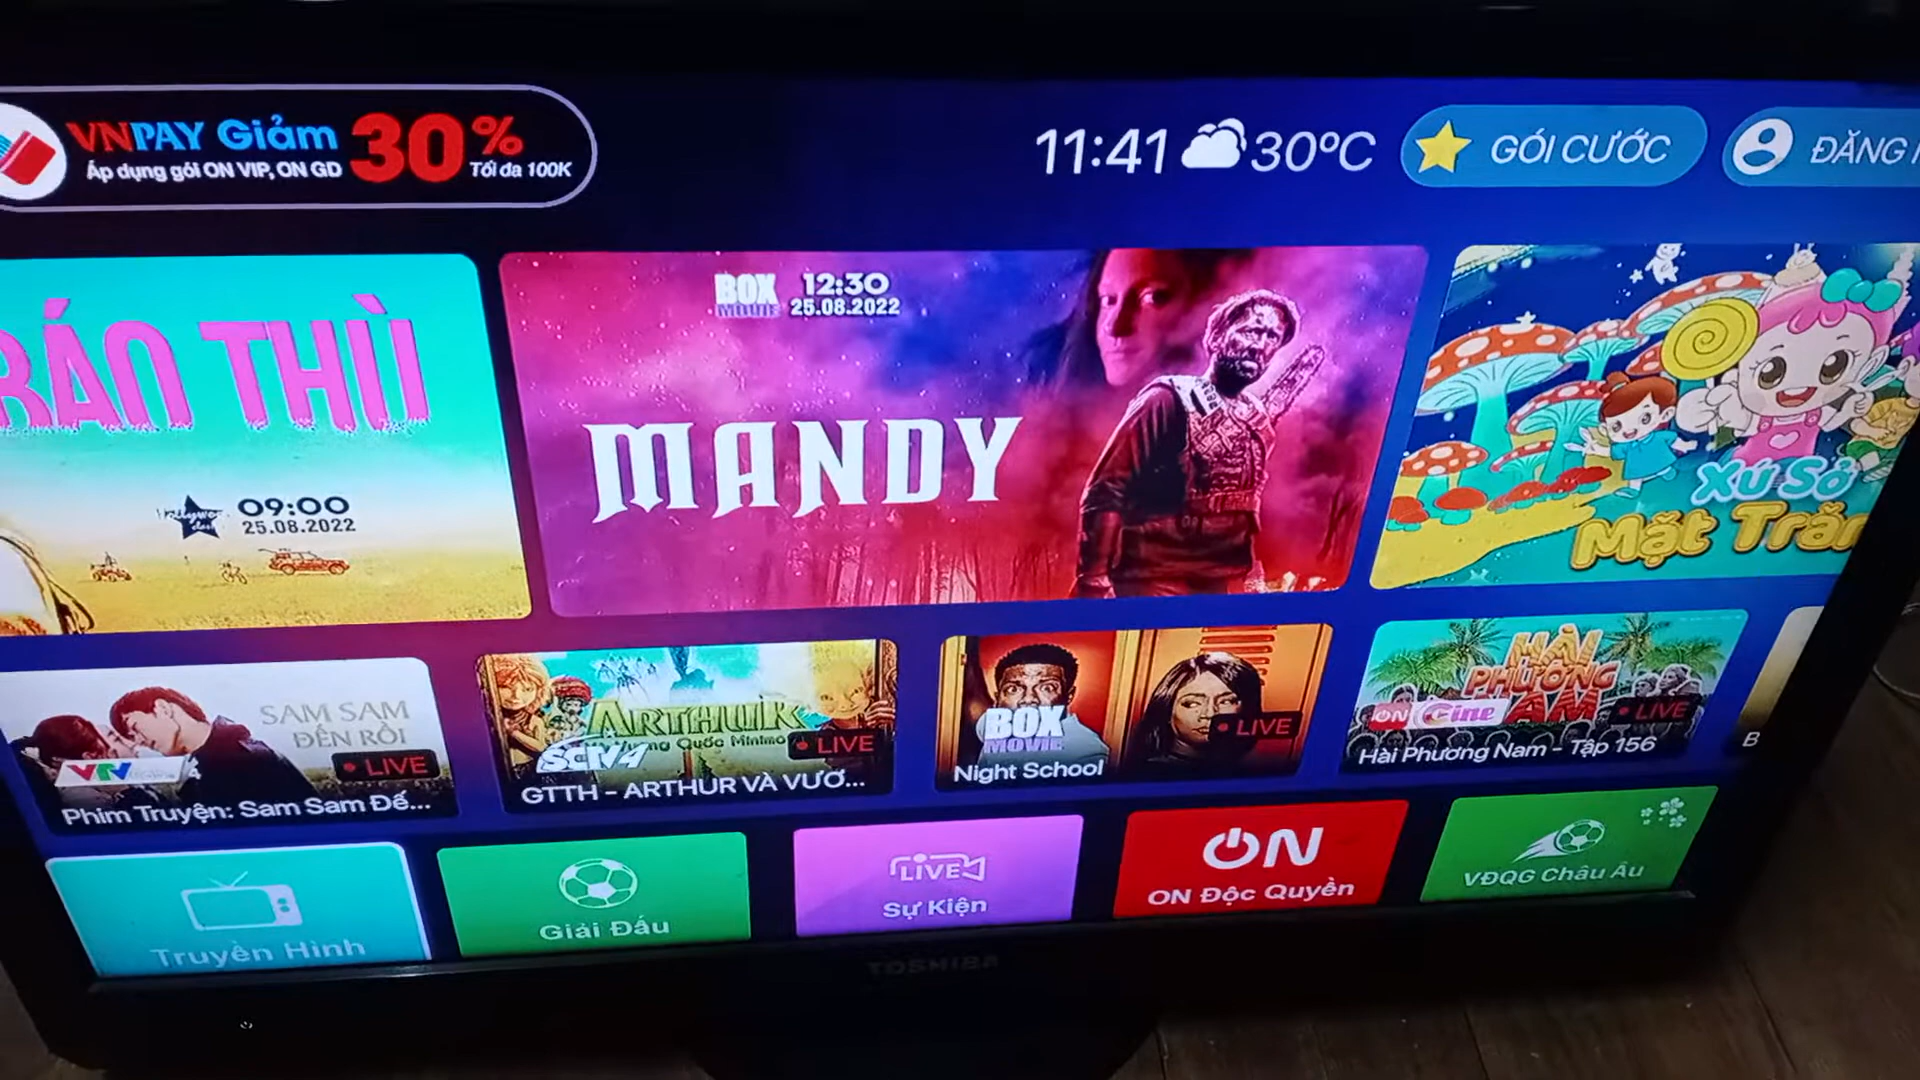 VNPAY Giảm 30%
Áp dụng gói ON VIP, ON GD
Tối đa 100K
11:41
30°C
GÓI CƯỚC
ĐĂNG
BÁO THÙ
09:00
25.08.2022
BOX
MOVIE
12:30
25.08.2022
MANDY
Xứ Sở
Mặt Trăn
SAM SAM
ĐẾN RỒI
VTV
LIVE
Phim Truyện: Sam Sam Đế...
ARTHUR
SCTV4
LIVE
GTTH - ARTHUR VÀ VƯƠ...
BOX
MOVIE
LIVE
Night School
HÀI
PHƯƠNG
NAM
ON Cine
LIVE
Hài Phương Nam - Tập 156
B
Truyền Hình
Giải Đấu
LIVE
Sự Kiện
ON
ON Độc Quyền
VĐQG Châu Âu
TOSHIBA